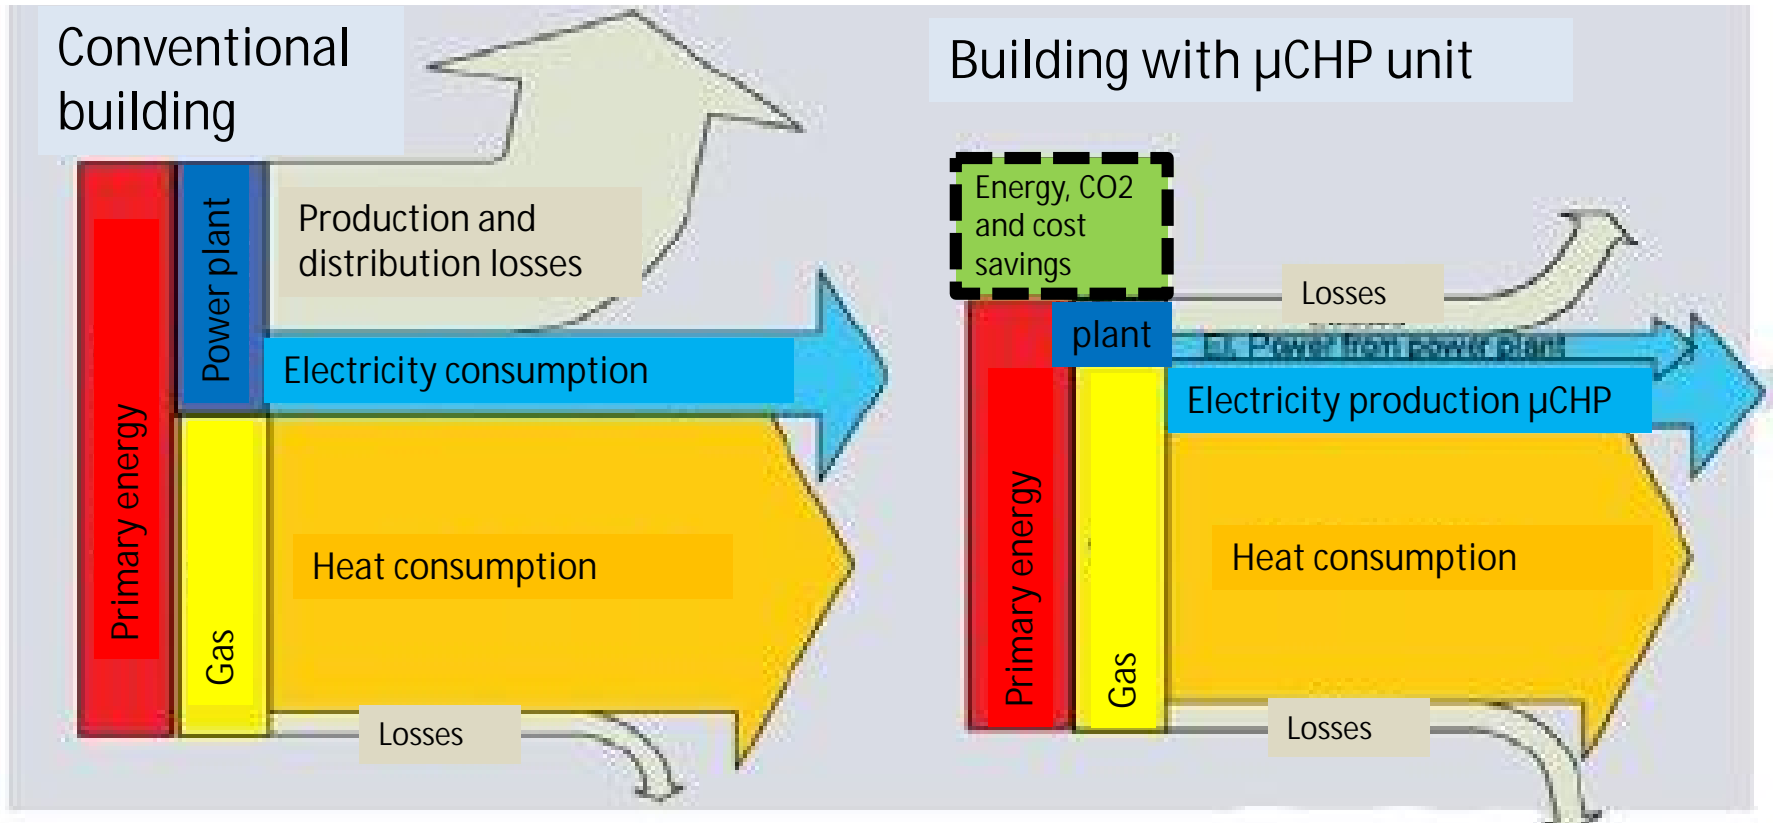 Conventional
building
Power plant
Production and
distribution losses
Electricity consumption
Primary energy
Gas
Heat consumption
Losses
Building with µCHP unit
Energy, CO2
and cost
savings
Losses
plant
El. Power from power plant
Electricity production µCHP
Primary energy
Gas
Heat consumption
Losses